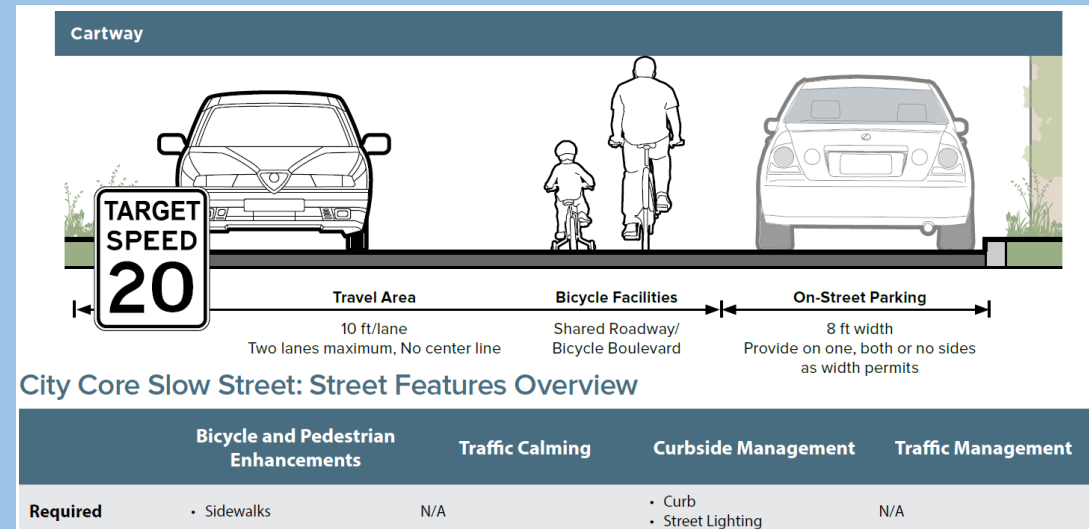 Cartway
TARGET
SPEED
20
Travel Area
10 ft/lane
Two lanes maximum, No center line
Bicycle Facilities
Shared Roadway/
Bicycle Boulevard
On-Street Parking
8 ft width
Provide on one, both or no sides
as width permits
City Core Slow Street: Street Features Overview
Bicycle and Pedestrian
Enhancements
Traffic Calming
Curbside Management
Traffic Management
Required
• Sidewalks
N/A
• Curb
• Street Lighting
N/A